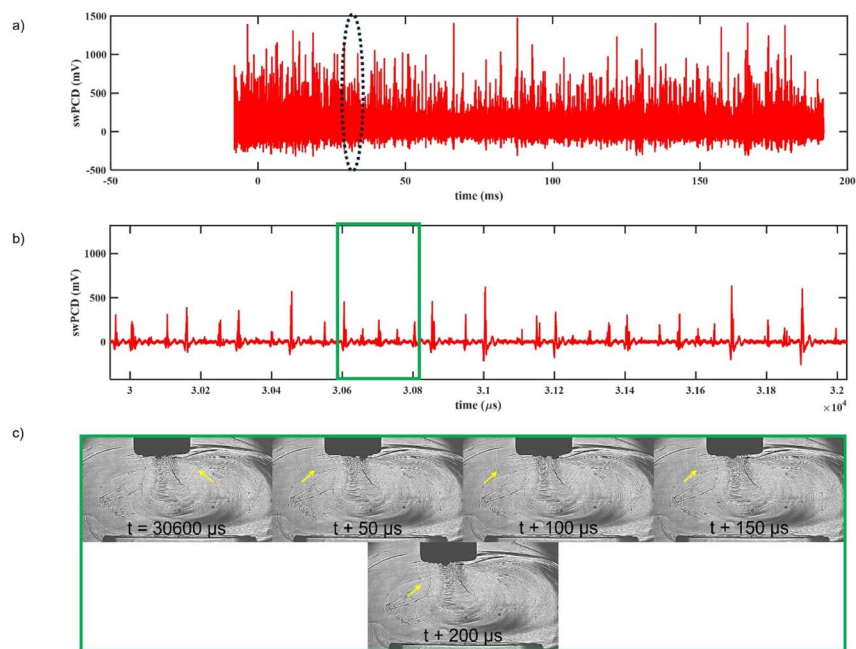 a)
swPCD (mV)
1500
1000
500
0
-500
-50 0 50 100 150 200
time (ms)
b)
swPCD (mV)
1000
500
0
3 3.02 3.04 3.06 3.08 3.1 3.12 3.14 3.16 3.18 3.2
time (µs)
×10⁴
c)
t = 30600 µs
t + 50 µs
t + 100 µs
t + 150 µs
t + 200 µs